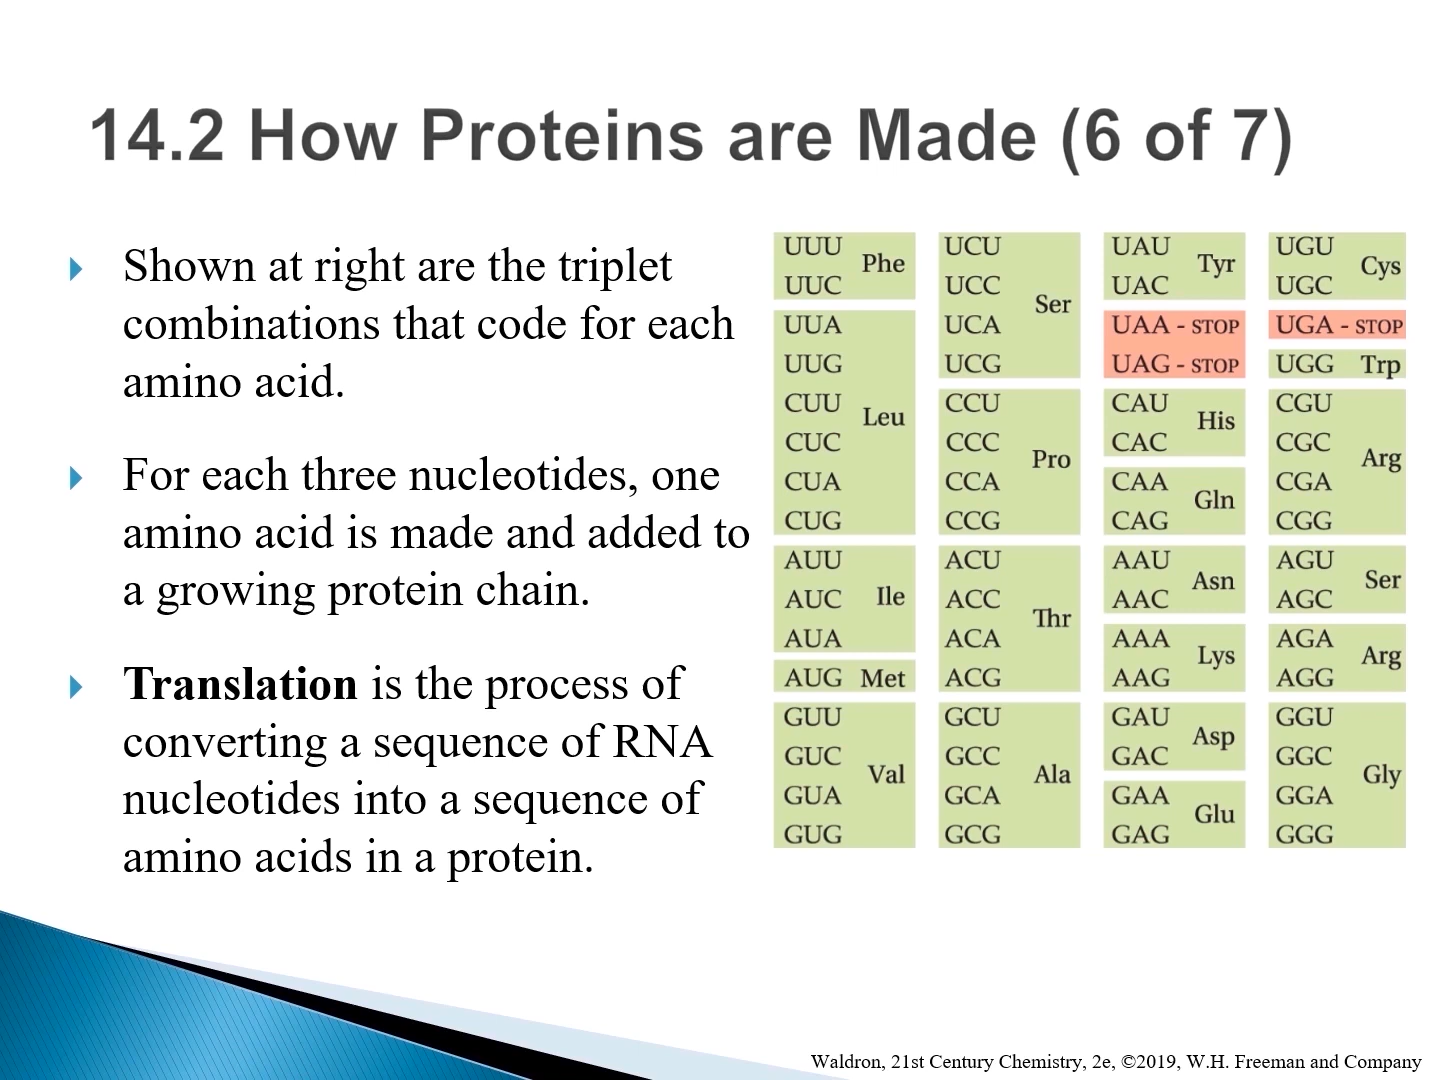 14.2 How Proteins are Made (6 of 7)
Shown at right are the triplet
combinations that code for each
amino acid.
For each three nucleotides, one
amino acid is made and added to
a growing protein chain.
Translation is the process of
converting a sequence of RNA
nucleotides into a sequence of
amino acids in a protein.
UUU
UUC
Phe
UUA
UUG
CUU
CUC
CUA
CUG
Leu
AUU
AUC
AUA
Ile
AUG Met
GUU
GUC
GUA
GUG
Val
UCU
UCC
UCA
UCG
Ser
CCU
CCC
CCA
CCG
Pro
ACU
ACC
ACA
ACG
Thr
GCU
GCC
GCA
GCG
Ala
UAU
UAC
Tyr
UAA - STOP
UAG - STOP
CAU
CAC
His
CAA
CAG
Gln
AAU
AAC
Asn
AAA
AAG
Lys
GAU
GAC
Asp
GAA
GAG
Glu
UGU
UGC
Cys
UGA - STOP
UGG Trp
CGU
CGC
CGA
CGG
Arg
AGU
AGC
Ser
AGA
AGG
Arg
GGU
GGC
GGA
GGG
Gly
Waldron, 21st Century Chemistry, 2e, ©2019, W.H. Freeman and Company